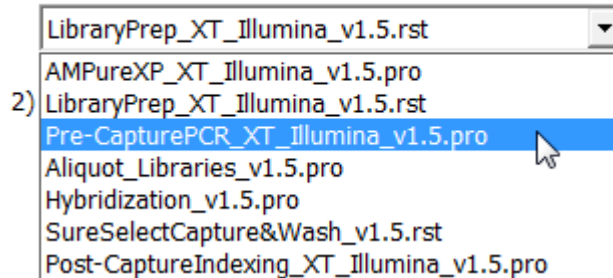 LibraryPrep_XT_Illumina_v1.5.rst
AMPureXP_XT_Illumina_v1.5.pro
2) LibraryPrep_XT_Illumina_v1.5.rst
Pre-CapturePCR_XT_Illumina_v1.5.pro
Aliquot_Libraries_v1.5.pro
Hybridization_v1.5.pro
SureSelectCapture&Wash_v1.5.rst
Post-CaptureIndexing_XT_Illumina_v1.5.pro